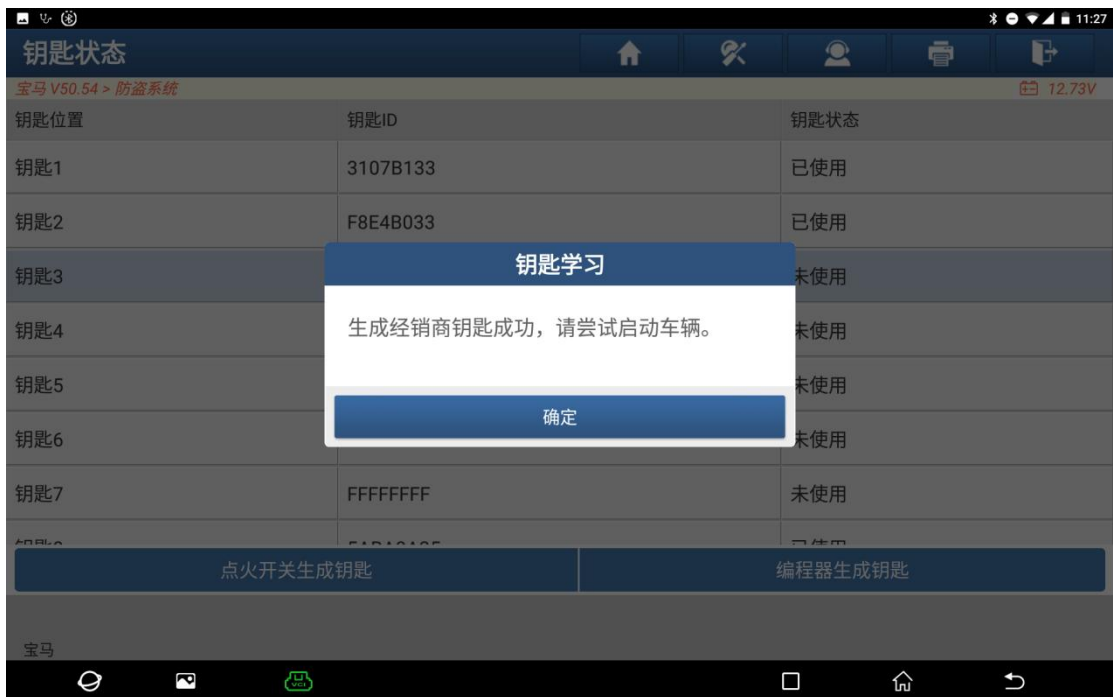 11:27
钥匙状态
宝马 V50.54 > 防盗系统 12.73V
钥匙位置 钥匙ID 钥匙状态
钥匙1 3107B133 已使用
钥匙2 F8E4B033 已使用
钥匙学习
钥匙3 未使用
生成经销商钥匙成功，请尝试启动车辆。
钥匙4 未使用
钥匙5 未使用
确定
钥匙6 未使用
钥匙7 FFFFFFFF 未使用
点火开关生成钥匙 编程器生成钥匙
宝马
VCI